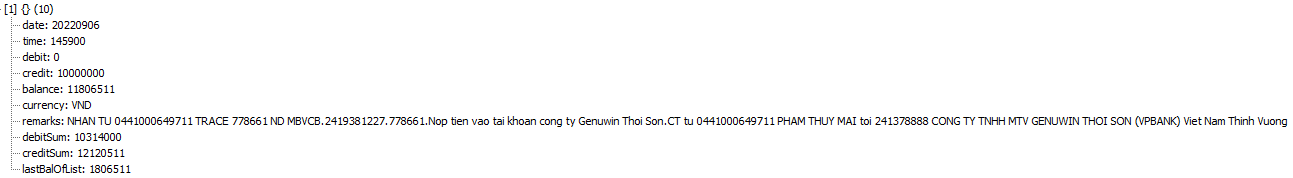 [1] {} (10)
date: 20220906
time: 145900
debit: 0
credit: 10000000
balance: 11806511
currency: VND
remarks: NHAN TU 0441000649711 TRACE 778661 ND MBVCB.2419381227.778661.Nop tien vao tai khoan cong ty Genuwin Thoi Son.CT tu 0441000649711 PHAM THUY MAI toi 241378888 CONG TY TNHH MTV GENUWIN THOI SON (VPBANK) Viet Nam Thinh Vuong
debitSum: 10314000
creditSum: 12120511
lastBalOfList: 1806511